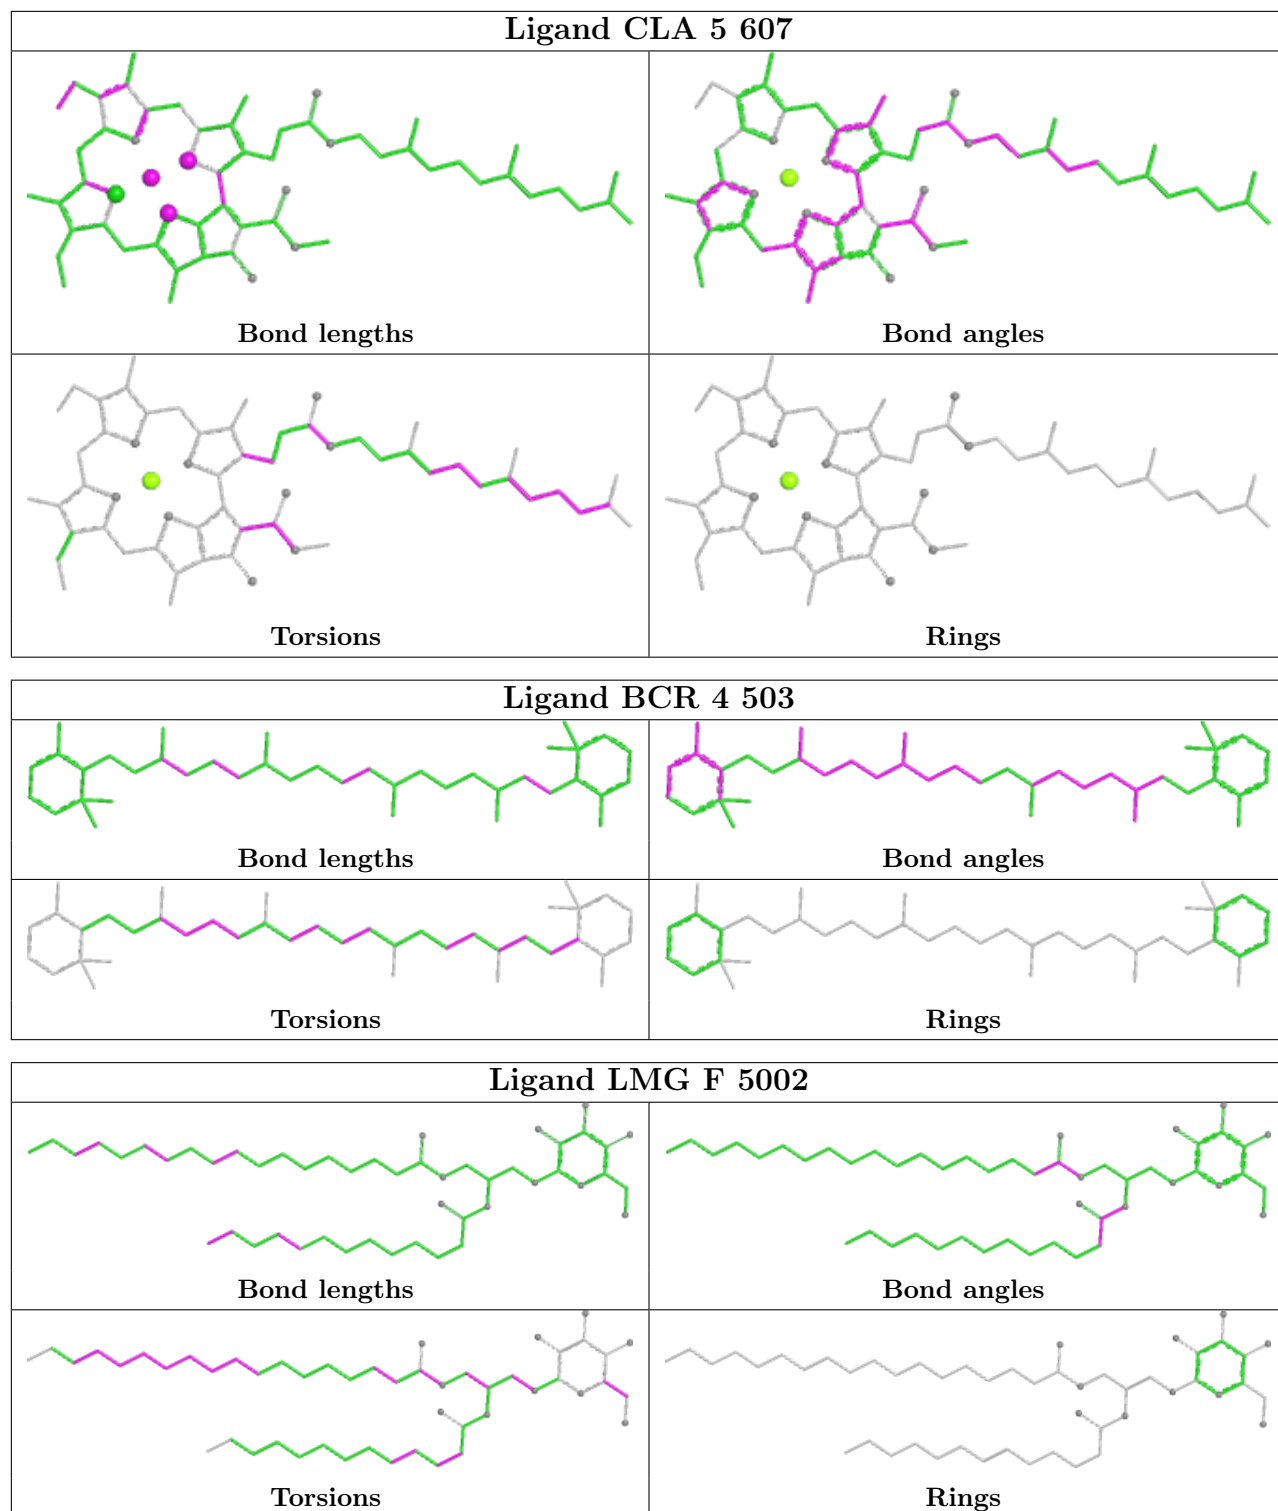 Ligand CLA 5 607
Bond lengths
Bond angles
Torsions
Rings
Ligand BCR 4 503
Bond lengths
Bond angles
Torsions
Rings
Ligand LMG F 5002
Bond lengths
Bond angles
Torsions
Rings